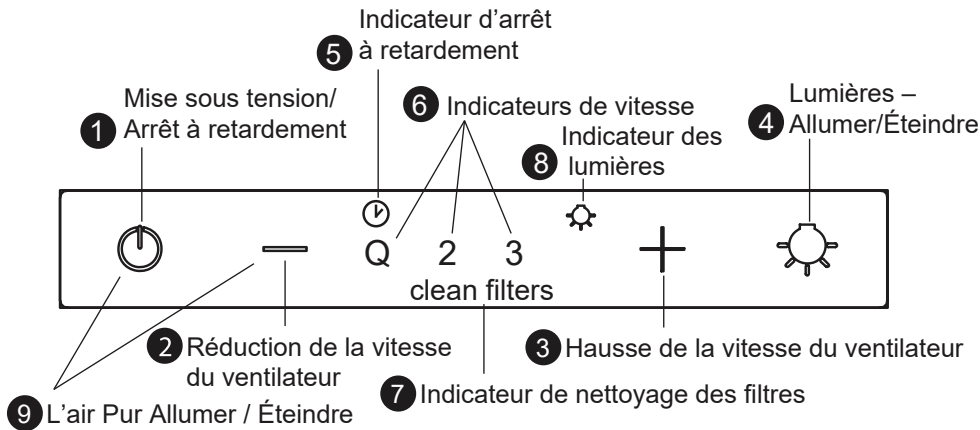 Indicateur d'arrêt
5 à retardement
Mise sous tension/
1 Arrêt à retardement
6 Indicateurs de vitesse
Indicateur des
8 lumières
Lumières –
4 Allumer/Éteindre
Q 2 3
clean filters
2 Réduction de la vitesse
du ventilateur
3 Hausse de la vitesse du ventilateur
7 Indicateur de nettoyage des filtres
9 L'air Pur Allumer / Éteindre